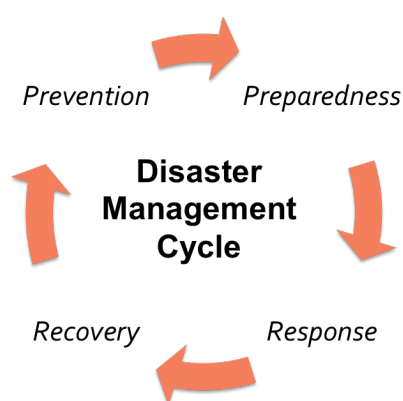 Prevention
Preparedness
Disaster
Management
Cycle
Recovery
Response